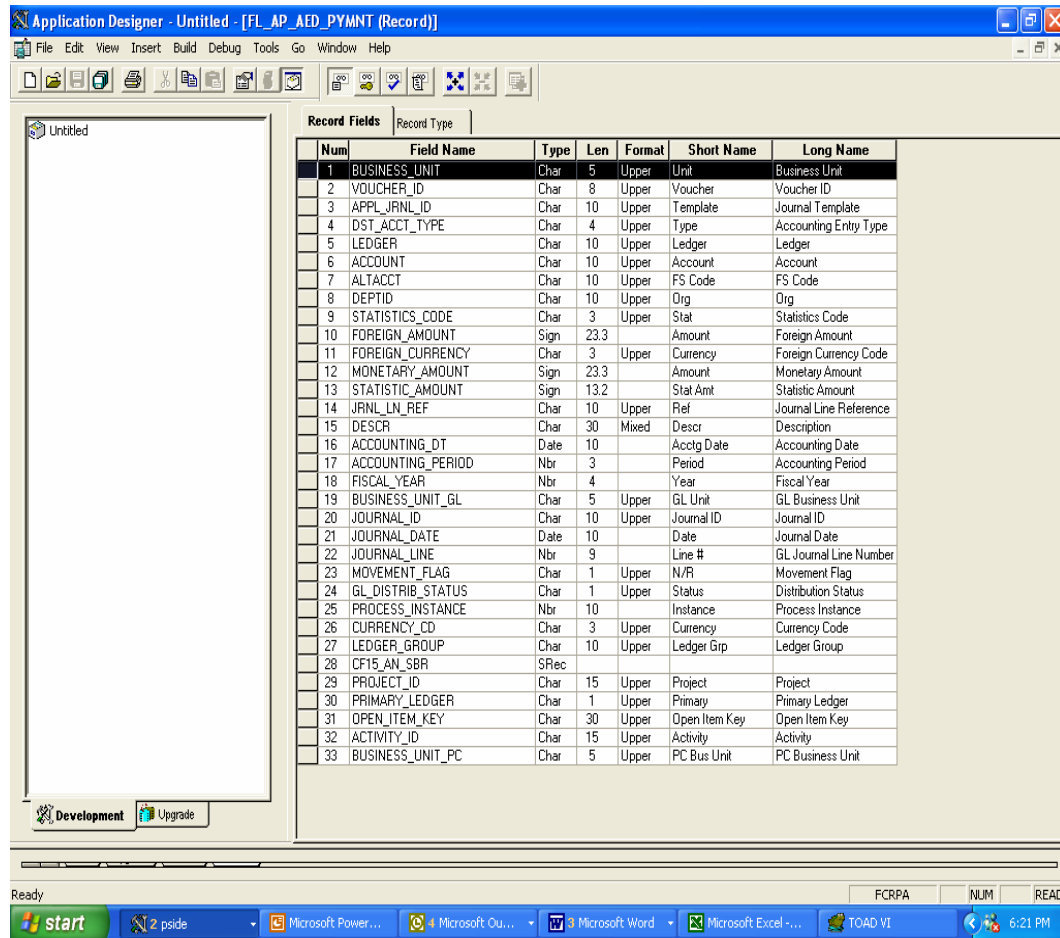 Application Designer - Untitled - [FL_AP_AED_PYMNT (Record)]
File Edit View Insert Build Debug Tools Go Window Help
Untitled
Record Fields Record Type
Num Field Name Type Len Format Short Name Long Name
1 BUSINESS_UNIT Char 5 Upper Unit Business Unit
2 VOUCHER_ID Char 8 Upper Voucher Voucher ID
3 APPL_JRNL_ID Char 10 Upper Template Journal Template
4 DST_ACCT_TYPE Char 4 Upper Type Accounting Entry Type
5 LEDGER Char 10 Upper Ledger Ledger
6 ACCOUNT Char 10 Upper Account Account
7 ALTACCT Char 10 Upper FS Code FS Code
8 DEPTID Char 10 Upper Org Org
9 STATISTICS_CODE Char 3 Upper Stat Statistics Code
10 FOREIGN_AMOUNT Sign 23.3 Amount Foreign Amount
11 FOREIGN_CURRENCY Char 3 Upper Currency Foreign Currency Code
12 MONETARY_AMOUNT Sign 23.3 Amount Monetary Amount
13 STATISTIC_AMOUNT Sign 13.2 Stat Amt Statistic Amount
14 JRNL_LN_REF Char 10 Upper Ref Journal Line Reference
15 DESCR Char 30 Mixed Descr Description
16 ACCOUNTING_DT Date 10 Acctg Date Accounting Date
17 ACCOUNTING_PERIOD Nbr 3 Period Accounting Period
18 FISCAL_YEAR Nbr 4 Year Fiscal Year
19 BUSINESS_UNIT_GL Char 5 Upper GL Unit GL Business Unit
20 JOURNAL_ID Char 10 Upper Journal ID Journal ID
21 JOURNAL_DATE Date 10 Date Journal Date
22 JOURNAL_LINE Nbr 9 Line # GL Journal Line Number
23 MOVEMENT_FLAG Char 1 Upper N/R Movement Flag
24 GL_DISTRIB_STATUS Char 1 Upper Status Distribution Status
25 PROCESS_INSTANCE Nbr 10 Instance Process Instance
26 CURRENCY_CD Char 3 Upper Currency Currency Code
27 LEDGER_GROUP Char 10 Upper Ledger Grp Ledger Group
28 CF15_AN_SBR SRec
29 PROJECT_ID Char 15 Upper Project Project
30 PRIMARY_LEDGER Char 1 Upper Primary Primary Ledger
31 OPEN_ITEM_KEY Char 30 Upper Open Item Key Open Item Key
32 ACTIVITY_ID Char 15 Upper Activity Activity
33 BUSINESS_UNIT_PC Char 5 Upper PC Bus Unit PC Business Unit
Development Upgrade
Ready FCRPA NUM READ
start 2 pside Microsoft Power... 4 Microsoft Ou... 3 Microsoft Word Microsoft Excel -... TOAD VI 6:21 PM